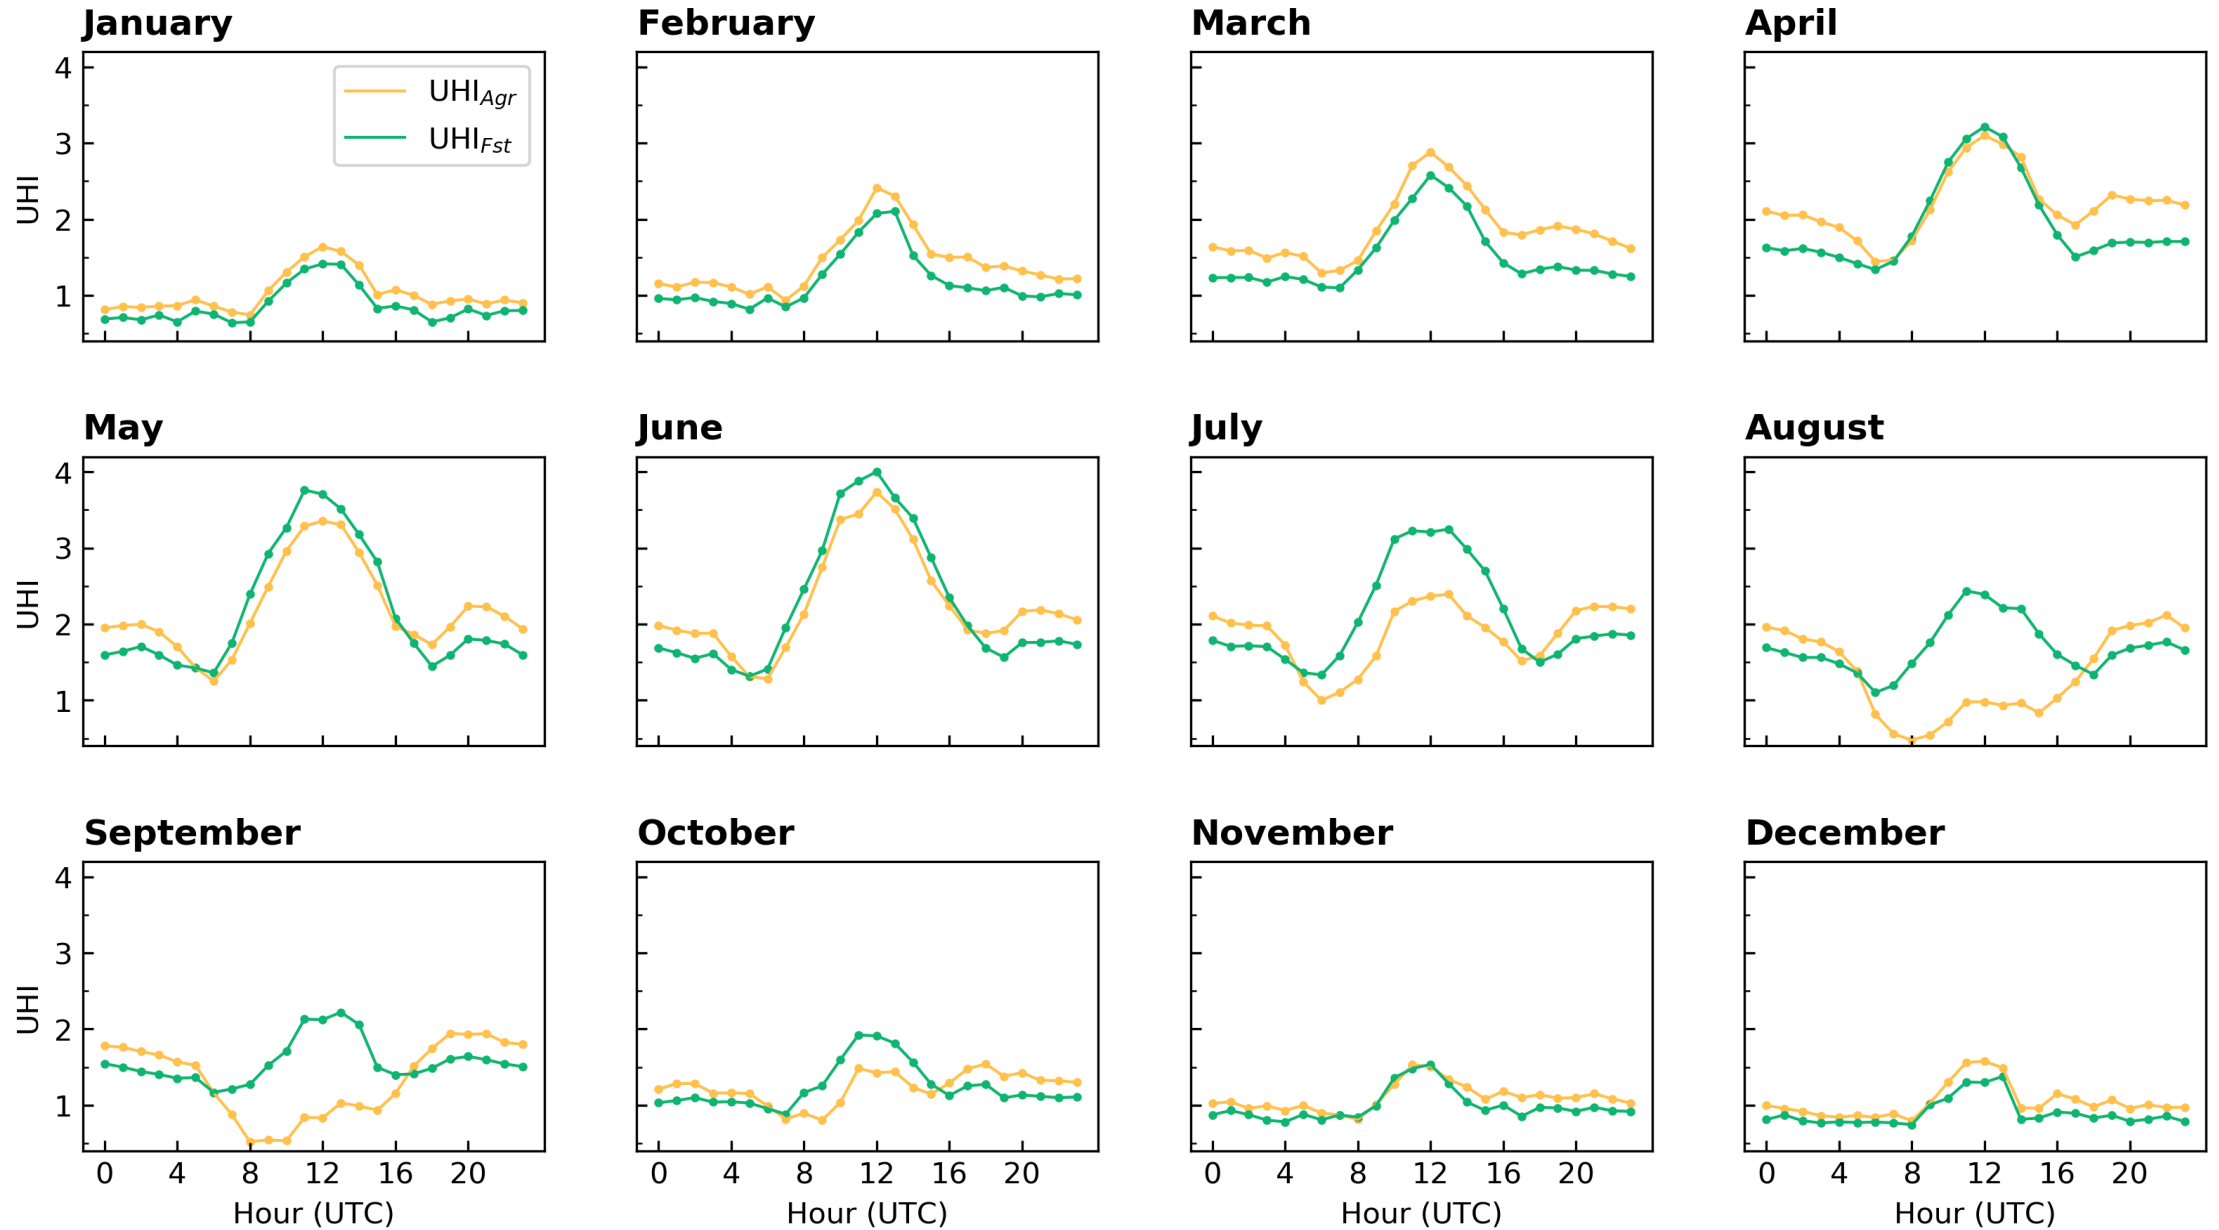 January
February
March
April
UHI
4
3
2
1
UHI_Agr
UHI_Fst
May
June
July
August
UHI
4
3
2
1
September
October
November
December
UHI
4
3
2
1
0 4 8 12 16 20
0 4 8 12 16 20
0 4 8 12 16 20
0 4 8 12 16 20
Hour (UTC)
Hour (UTC)
Hour (UTC)
Hour (UTC)